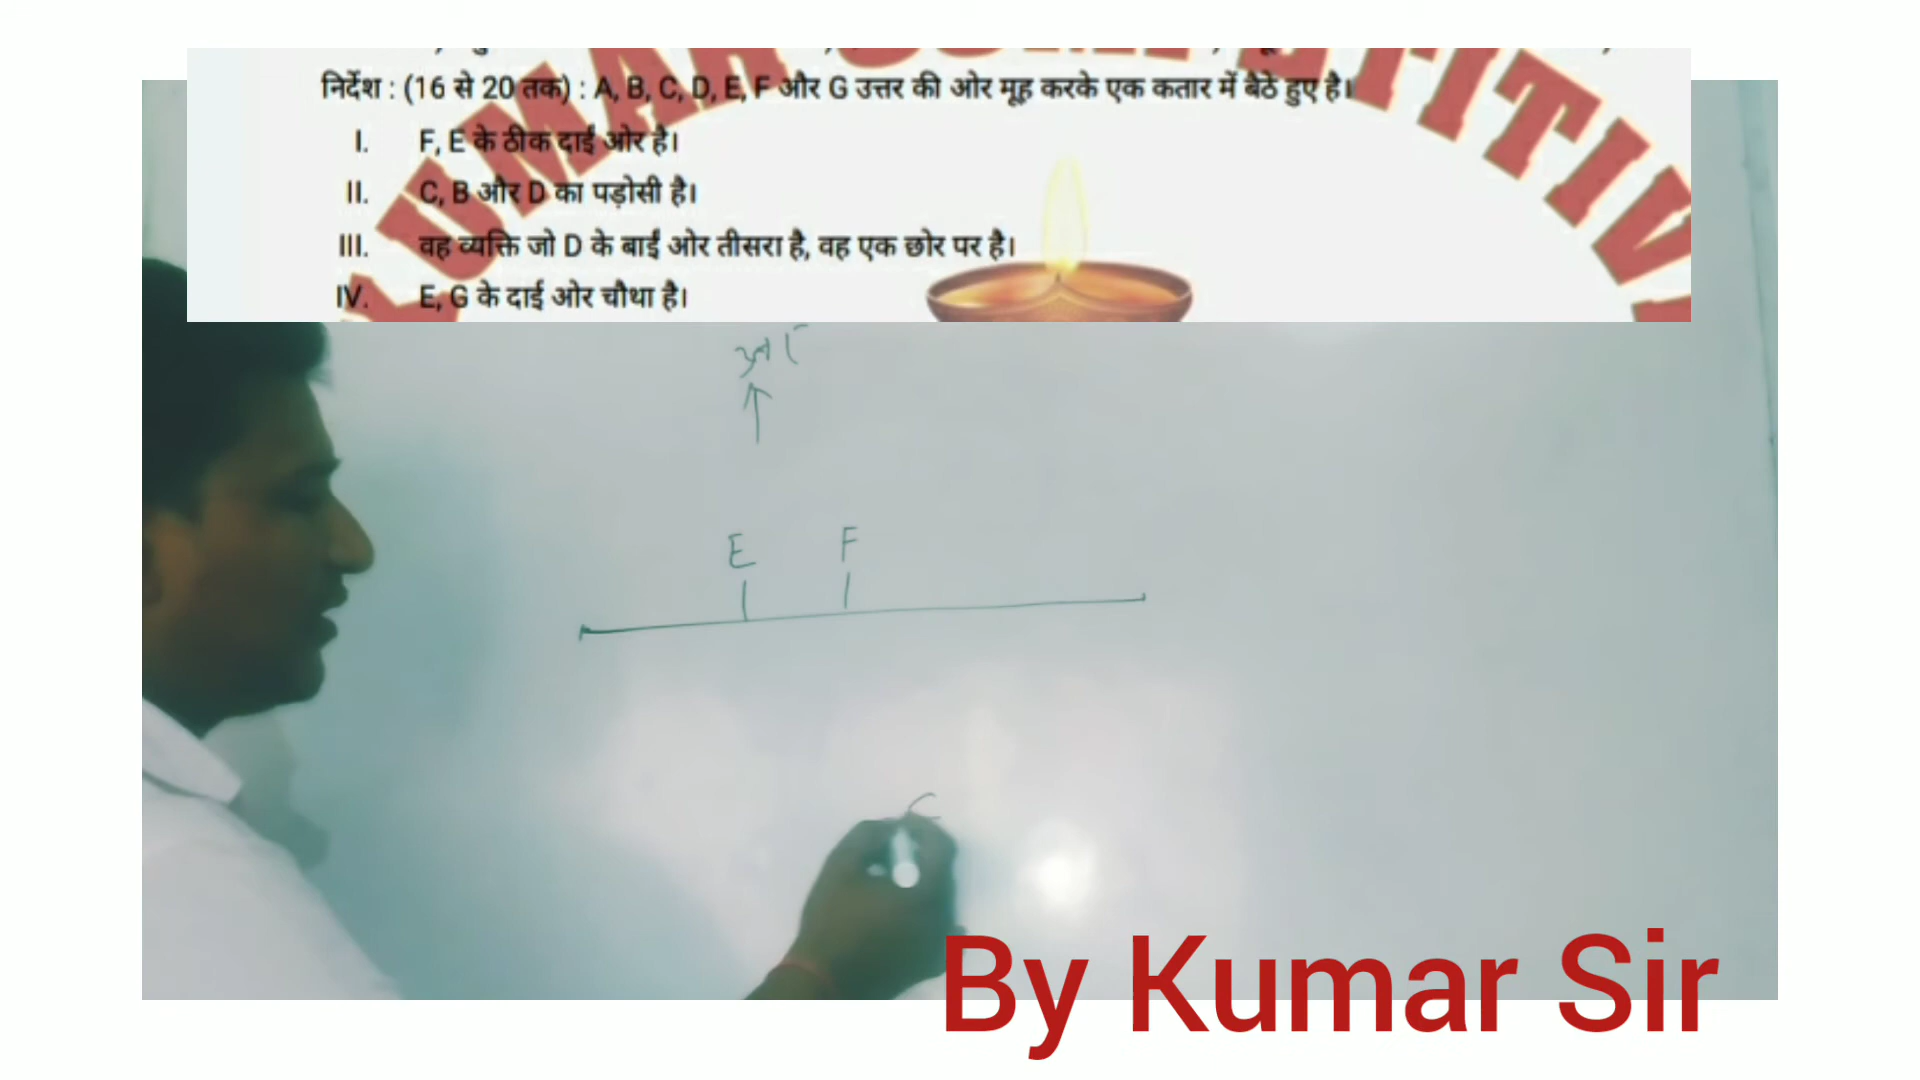 निर्देश : (16 से 20 तक) : A, B, C, D, E, F और G उत्तर की ओर मूह करके एक कतार में बैठे हुए है।
I. F, E के ठीक दाईं ओर है।
II. C, B और D का पड़ोसी है।
III. वह व्यक्ति जो D के बाईं ओर तीसरा है, वह एक छोर पर है।
IV. E, G के दाईं ओर चौथा है।
E F
C
By Kumar Sir